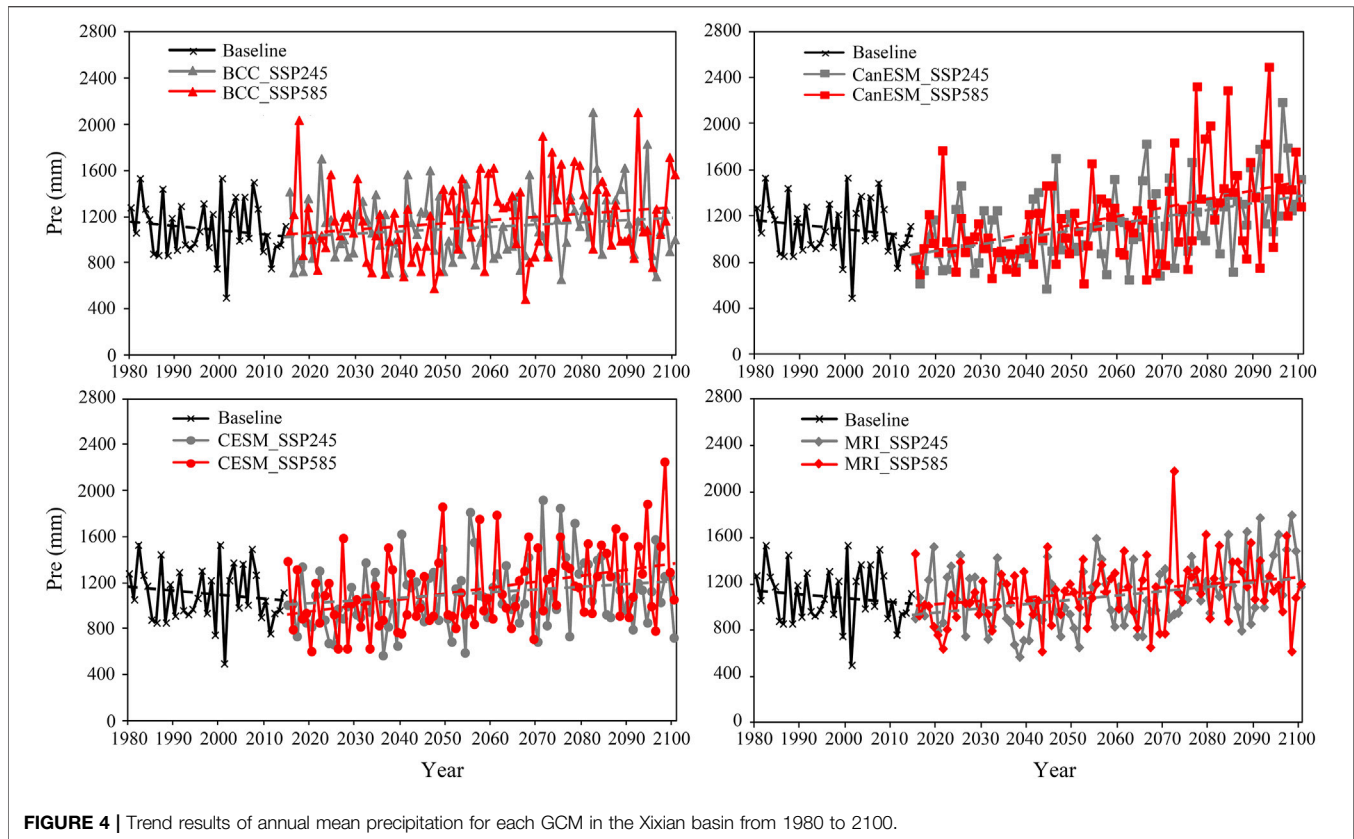 2800
2400
2000
1600
1200
800
400
0
Pre (mm)
Baseline
BCC_SSP245
BCC_SSP585
1980 1990 2000 2010 2020 2030 2040 2050 2060 2070 2080 2090 2100
2800
2400
2000
1600
1200
800
400
0
Baseline
CanESM_SSP245
CanESM_SSP585
1980 1990 2000 2010 2020 2030 2040 2050 2060 2070 2080 2090 2100
2800
2400
2000
1600
1200
800
400
0
Pre (mm)
Baseline
CESM_SSP245
CESM_SSP585
1980 1990 2000 2010 2020 2030 2040 2050 2060 2070 2080 2090 2100
Year
2800
2400
2000
1600
1200
800
400
0
Baseline
MRI_SSP245
MRI_SSP585
1980 1990 2000 2010 2020 2030 2040 2050 2060 2070 2080 2090 2100
Year
FIGURE 4 | Trend results of annual mean precipitation for each GCM in the Xixian basin from 1980 to 2100.